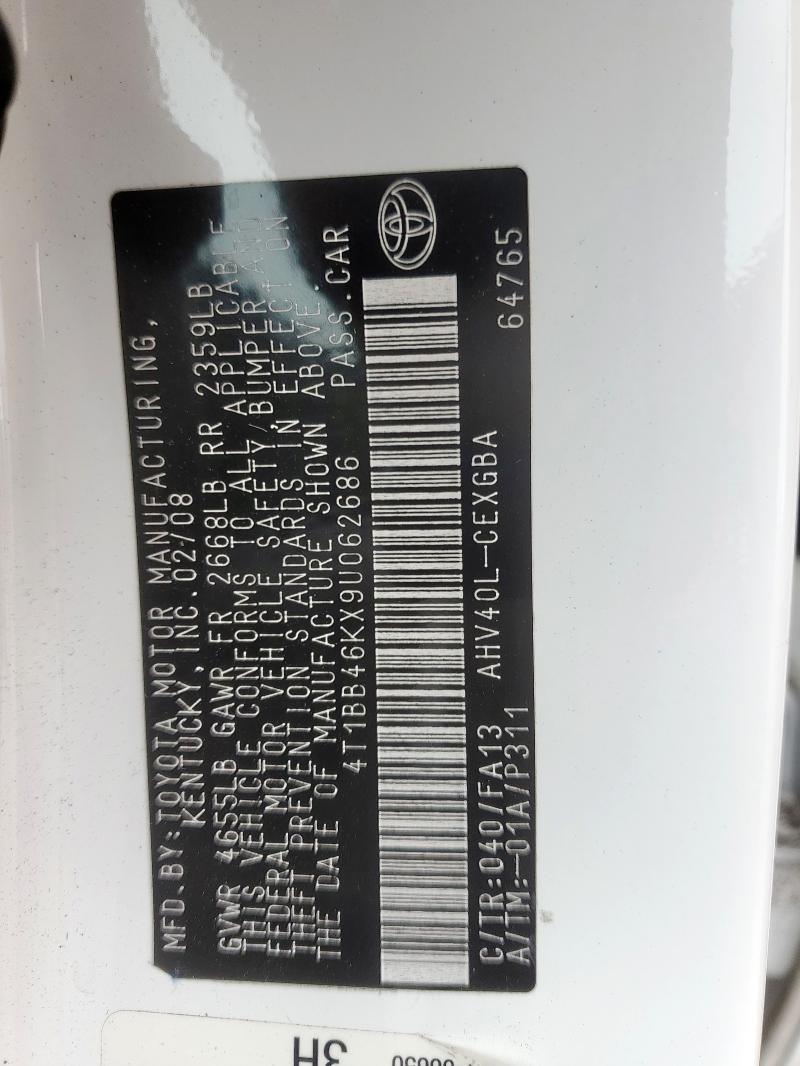 MFD.BY:TOYOTA MOTOR MANUFACTURING,
KENTUCKY,INC.02/08
GVWR 4655LB GAWR FR 2668LB RR 2359LB
THIS VEHICLE CONFORMS TO ALL APPLICABLE
FEDERAL MOTOR VEHICLE SAFETY,BUMPER AND
THEFT PREVENTION STANDARDS IN EFFECT ON
THE DATE OF MANUFACTURE SHOWN ABOVE.
4T1BB46KX9U062686 PASS.CAR
C/TR:040/FA13 AHV40L-CEXGBA 64765
A/TM:-01A/P311
3H